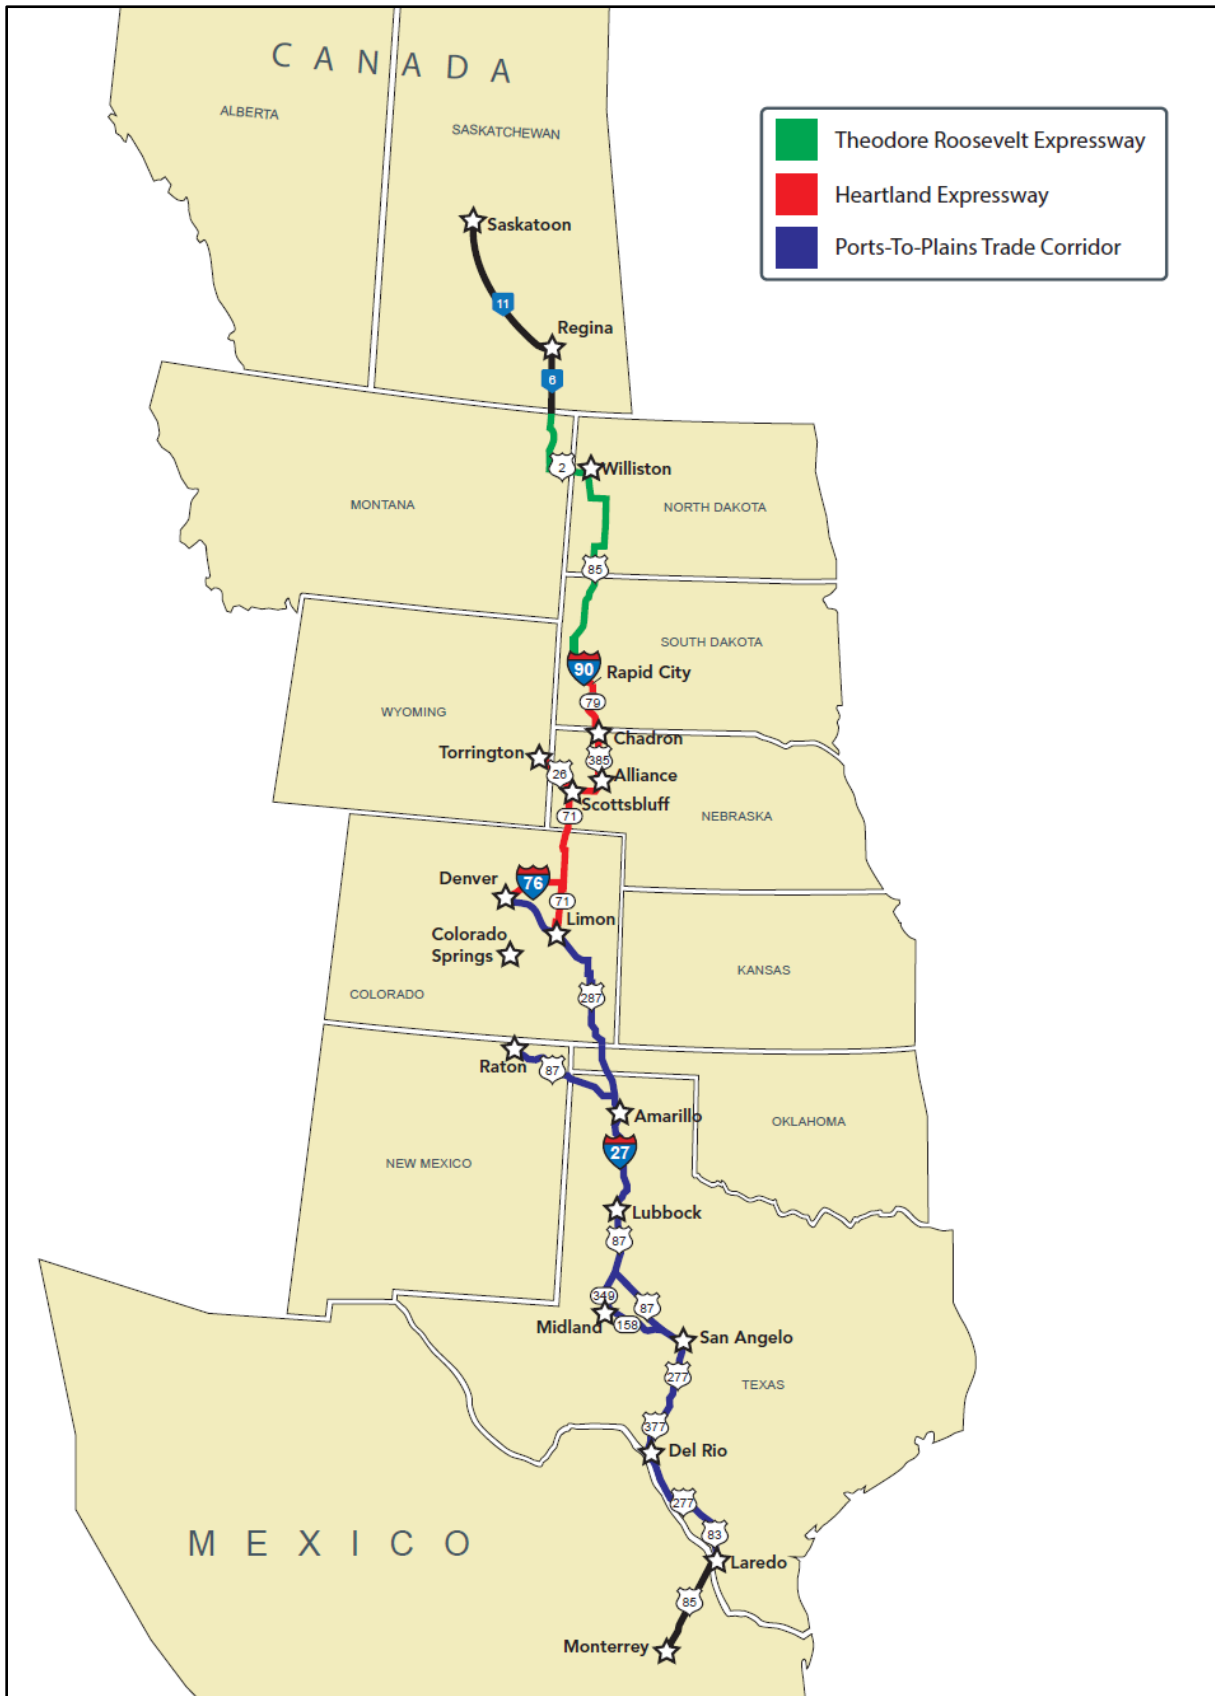 CANADA
ALBERTA
SASKATCHEWAN
Theodore Roosevelt Expressway
Heartland Expressway
Ports-To-Plains Trade Corridor
Saskatoon
11
Regina
6
2
Williston
MONTANA
NORTH DAKOTA
85
SOUTH DAKOTA
90
Rapid City
79
WYOMING
Chadron
Torrington
385
26
Alliance
Scottsbluff
71
NEBRASKA
Denver
76
71
Limon
Colorado
Springs
KANSAS
COLORADO
287
Raton
87
Amarillo
OKLAHOMA
27
NEW MEXICO
Lubbock
87
349
87
Midland
158
San Angelo
277
TEXAS
377
Del Rio
277
83
MEXICO
Laredo
85
Monterrey